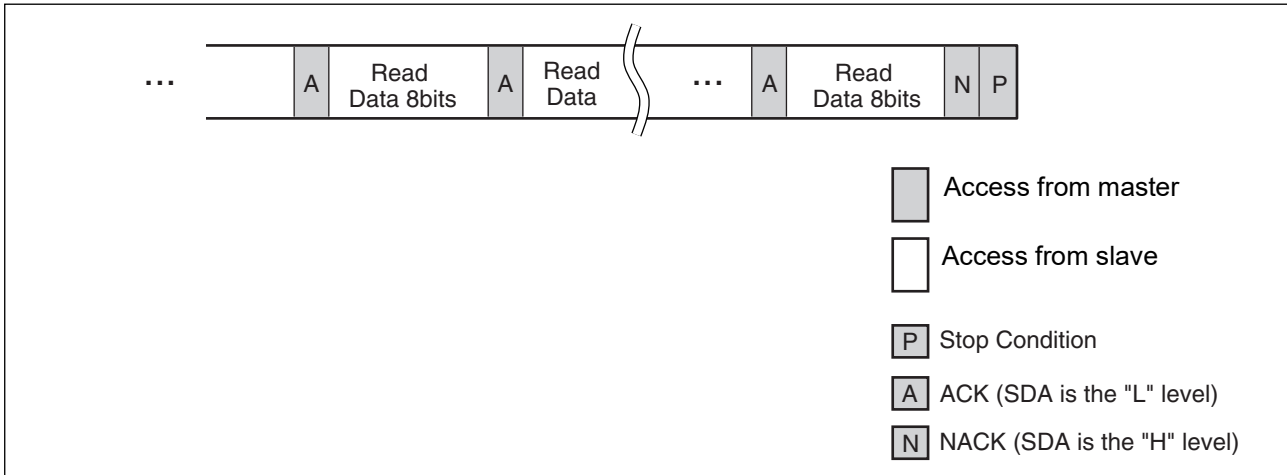 ... A Read Data 8bits A Read Data ... A Read Data 8bits N P
Access from master
Access from slave
P Stop Condition
A ACK (SDA is the "L" level)
N NACK (SDA is the "H" level)